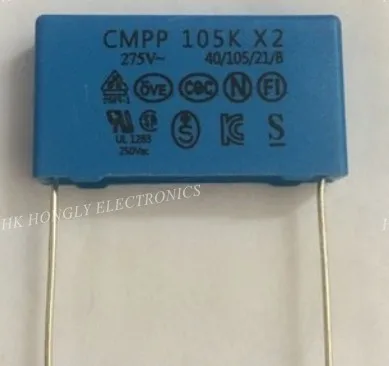 CMPP 105K X2
275V~ 40/105/21/B
ÖVE CQC N FI
UL 1283
250Vac
HK HONGLY ELECTRONICS